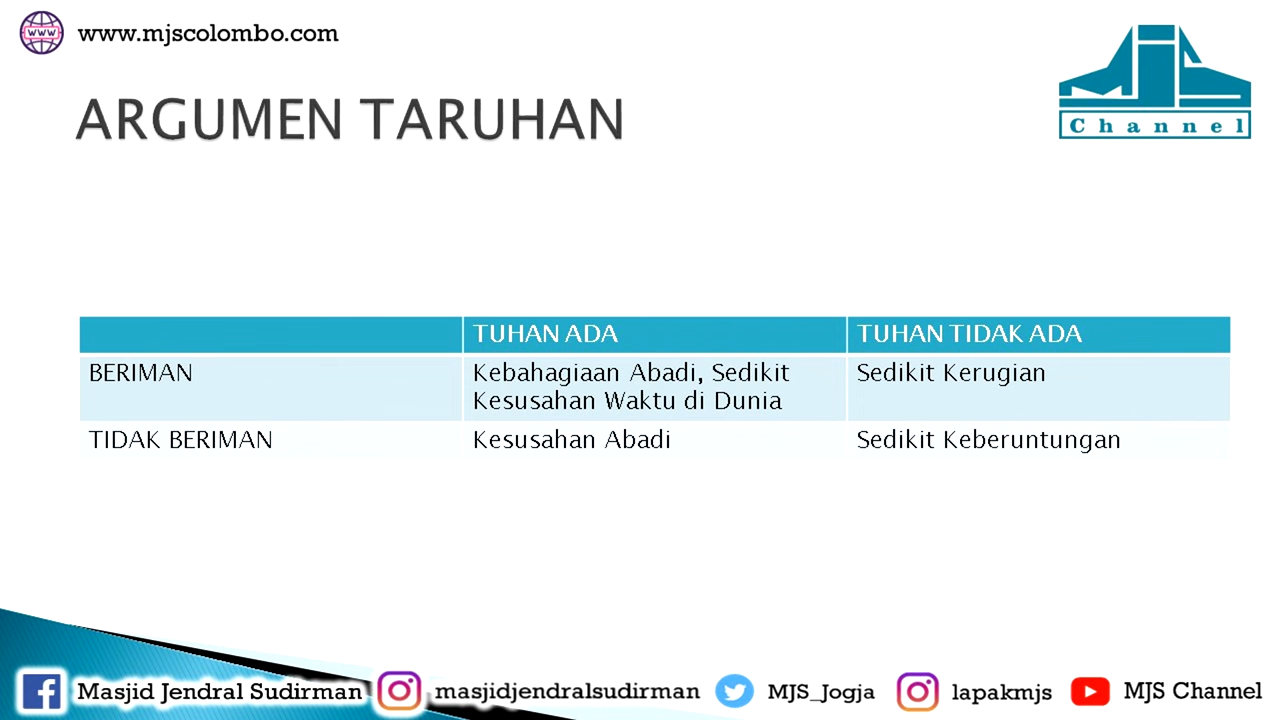 www.mjscolombo.com
MJS
Channel
ARGUMEN TARUHAN
TUHAN ADA
TUHAN TIDAK ADA
BERIMAN
Kebahagiaan Abadi, Sedikit
Kesusahan Waktu di Dunia
Sedikit Kerugian
TIDAK BERIMAN
Kesusahan Abadi
Sedikit Keberuntungan
Masjid Jendral Sudirman
masjidjendralsudirman
MJS_Jogja
lapakmjs
MJS Channel